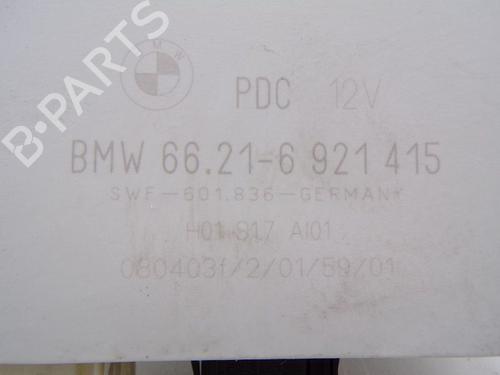 BMW
PDC 12V
BMW 66.21-6 921 415
SWF-601.836-GERMANY
H01 S17 AI01
080403f/2/01/59/01
B-PARTS